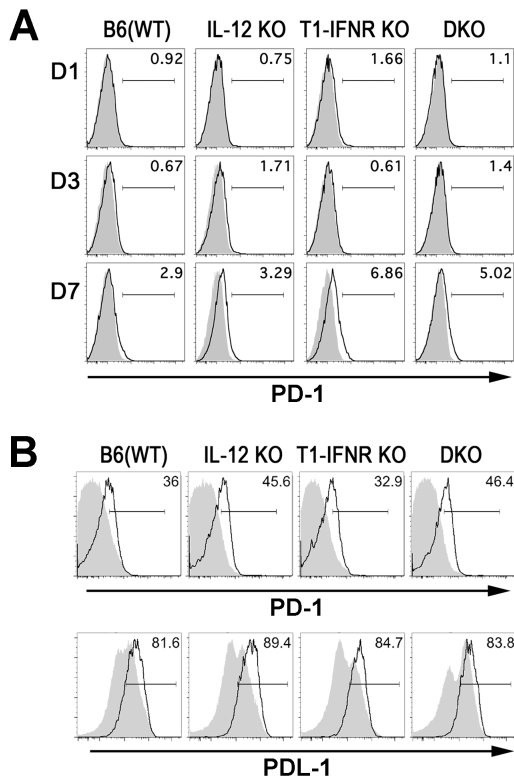 A
B6(WT) IL-12 KO T1-IFNR KO DKO
D1 0.92 0.75 1.66 1.1
D3 0.67 1.71 0.61 1.4
D7 2.9 3.29 6.86 5.02
PD-1
B
B6(WT) IL-12 KO T1-IFNR KO DKO
36 45.6 32.9 46.4
PD-1
81.6 89.4 84.7 83.8
PDL-1